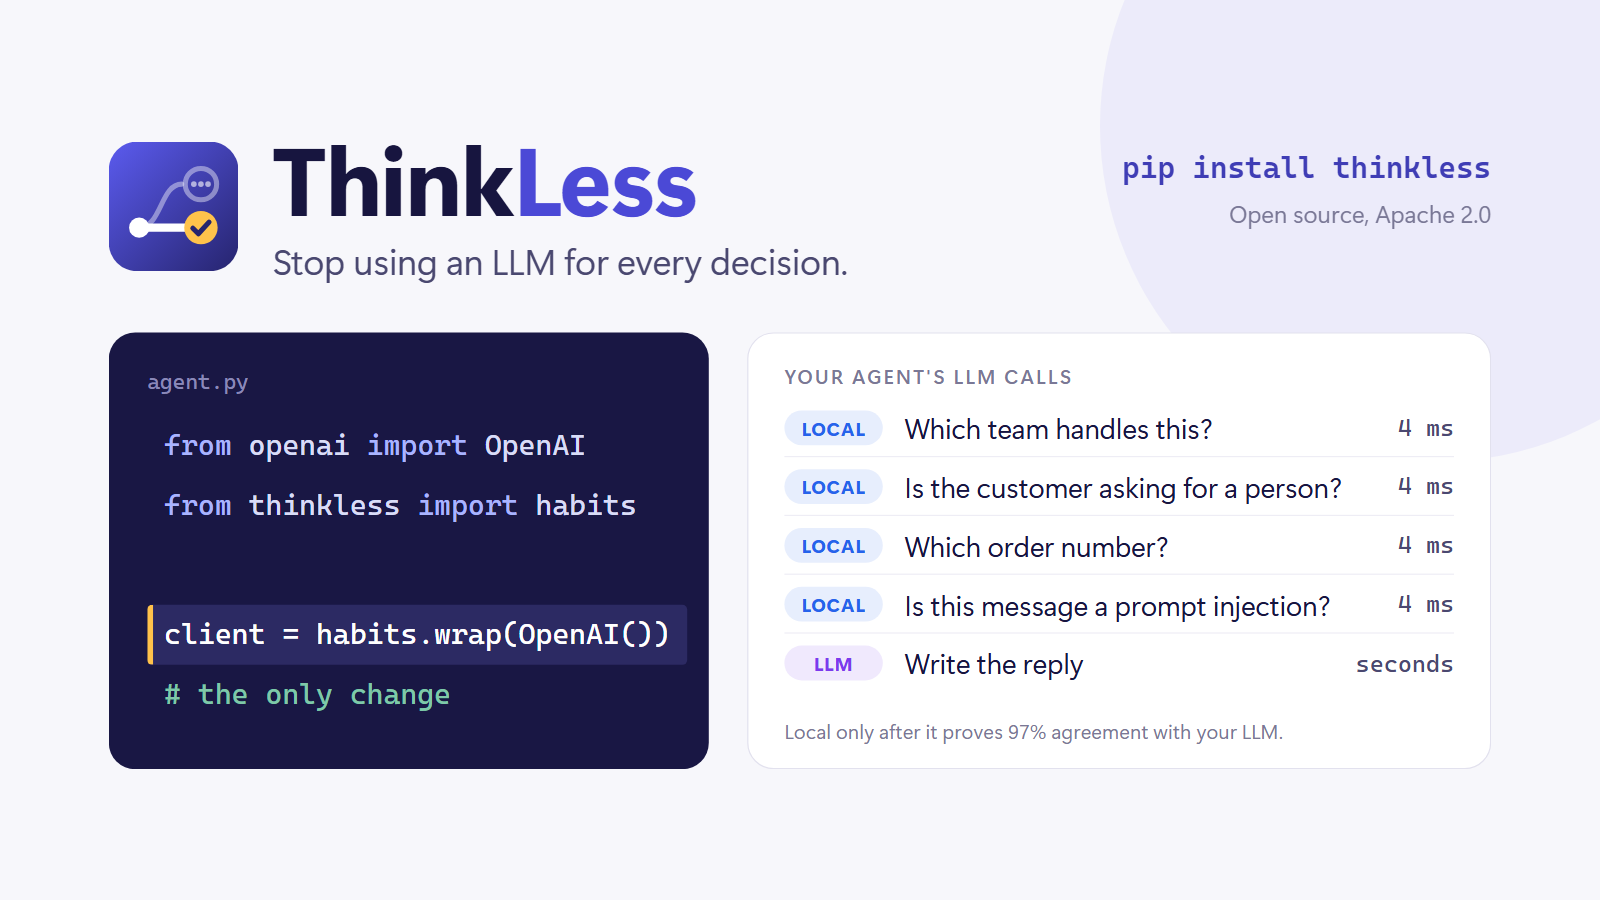 ThinkLess
Stop using an LLM for every decision.
pip install thinkless
Open source, Apache 2.0
agent.py
from openai import OpenAI
from thinkless import habits
client = habits.wrap(OpenAI())
# the only change
YOUR AGENT'S LLM CALLS
LOCAL Which team handles this? 4 ms
LOCAL Is the customer asking for a person? 4 ms
LOCAL Which order number? 4 ms
LOCAL Is this message a prompt injection? 4 ms
LLM Write the reply seconds
Local only after it proves 97% agreement with your LLM.